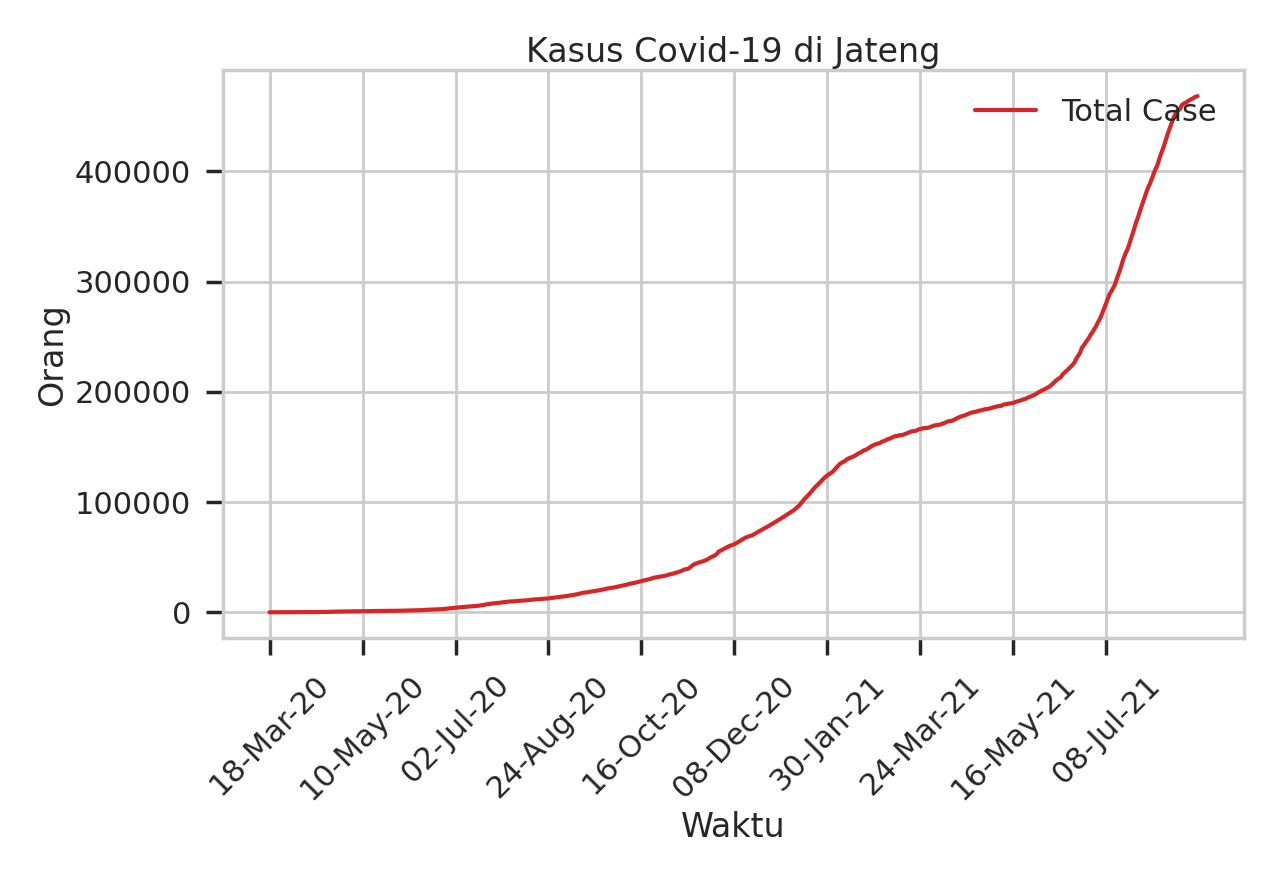 Kasus Covid-19 di Jateng
Total Case
400000
300000
200000
100000
0
Orang
18-Mar-20
10-May-20
02-Jul-20
24-Aug-20
16-Oct-20
08-Dec-20
30-Jan-21
24-Mar-21
16-May-21
08-Jul-21
Waktu